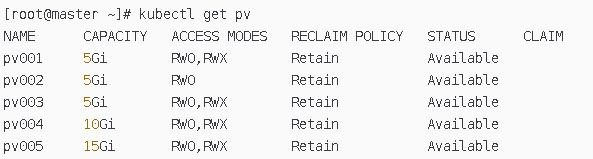 [root@master ~]# kubectl get pv
NAME CAPACITY ACCESS MODES RECLAIM POLICY STATUS CLAIM
pv001 5Gi RWO,RWX Retain Available
pv002 5Gi RWO Retain Available
pv003 5Gi RWO,RWX Retain Available
pv004 10Gi RWO,RWX Retain Available
pv005 15Gi RWO,RWX Retain Available